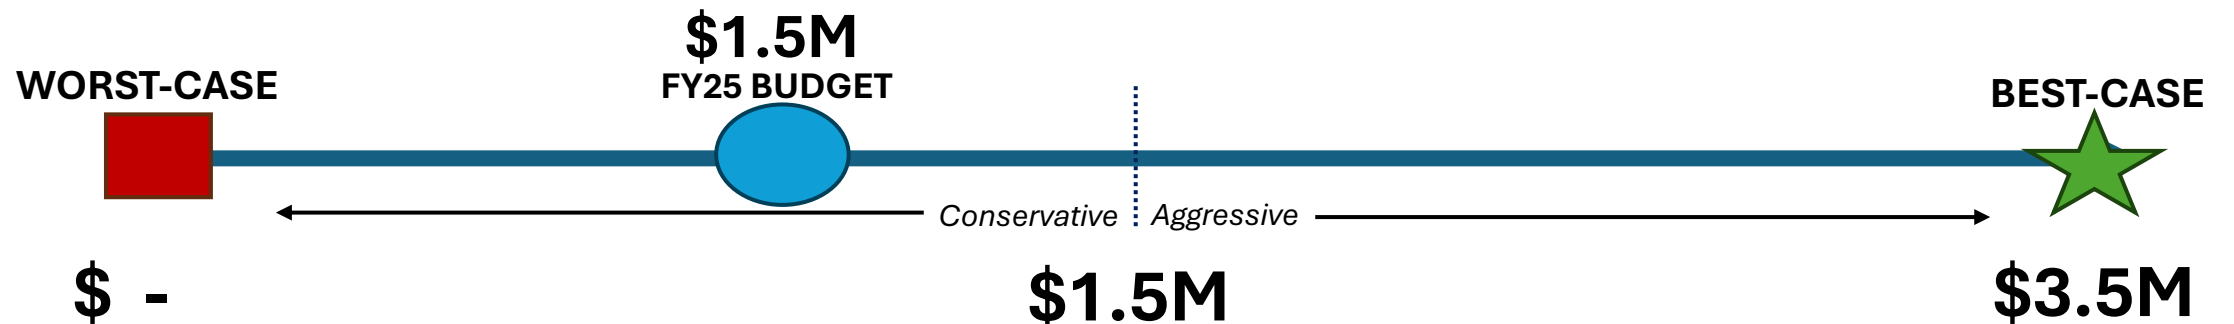 $1.5M
WORST-CASE
FY25 BUDGET
BEST-CASE
Conservative
Aggressive
$ -
$1.5M
$3.5M